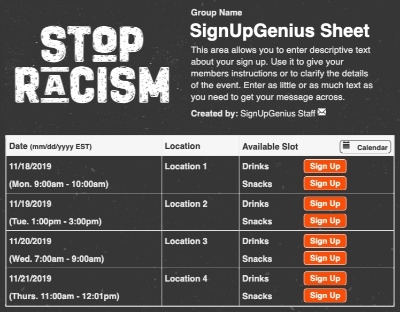 STOP
RACISM
Group Name
SignUpGenius Sheet
This area allows you to enter descriptive text
about your sign up. Use it to give your
members instructions or to clarify the details
of the event. Enter as little or as much text as
you need to get your message across.
Created by: SignUpGenius Staff
Date (mm/dd/yyyy EST) Location Available Slot Calendar
11/18/2019 Location 1 Drinks Sign Up
(Mon. 9:00am - 10:00am) Snacks Sign Up
11/19/2019 Location 2 Drinks Sign Up
(Tue. 1:00pm - 3:00pm) Snacks Sign Up
11/20/2019 Location 3 Drinks Sign Up
(Wed. 7:00am - 9:00am) Snacks Sign Up
11/21/2019 Location 4 Drinks Sign Up
(Thurs. 11:00am - 12:01pm) Snacks Sign Up